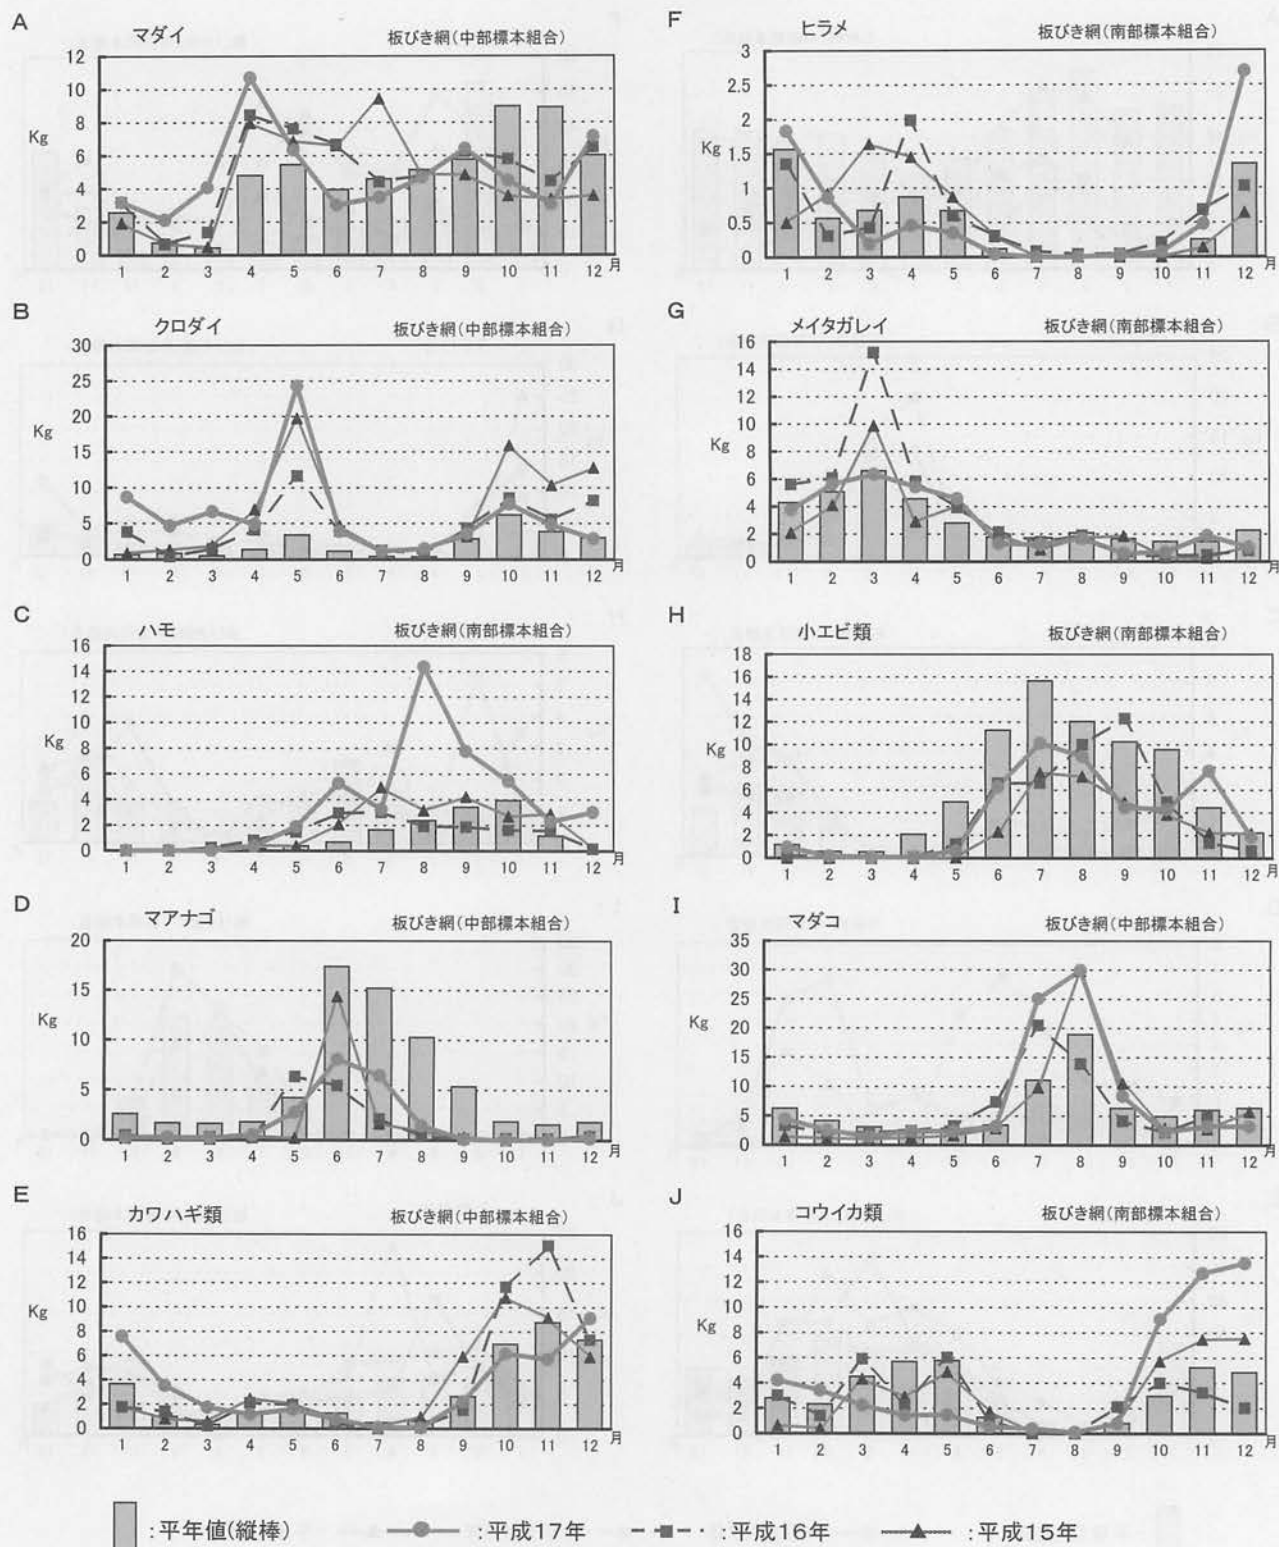 A
マダイ
板びき網(中部標本組合)
Kg
12
10
8
6
4
2
0
1 2 3 4 5 6 7 8 9 10 11 12 月
B
クロダイ
板びき網(中部標本組合)
Kg
30
25
20
15
10
5
0
1 2 3 4 5 6 7 8 9 10 11 12 月
C
ハモ
板びき網(南部標本組合)
Kg
16
14
12
10
8
6
4
2
0
1 2 3 4 5 6 7 8 9 10 11 12 月
D
マアナゴ
板びき網(中部標本組合)
Kg
20
15
10
5
0
1 2 3 4 5 6 7 8 9 10 11 12 月
E
カワハギ類
板びき網(中部標本組合)
Kg
16
14
12
10
8
6
4
2
0
1 2 3 4 5 6 7 8 9 10 11 12 月
F
ヒラメ
板びき網(南部標本組合)
Kg
3
2.5
2
1.5
1
0.5
0
1 2 3 4 5 6 7 8 9 10 11 12 月
G
メイタガレイ
板びき網(南部標本組合)
Kg
16
14
12
10
8
6
4
2
0
1 2 3 4 5 6 7 8 9 10 11 12 月
H
小エビ類
板びき網(南部標本組合)
Kg
18
16
14
12
10
8
6
4
2
0
1 2 3 4 5 6 7 8 9 10 11 12 月
I
マダコ
板びき網(中部標本組合)
Kg
35
30
25
20
15
10
5
0
1 2 3 4 5 6 7 8 9 10 11 12 月
J
コウイカ類
板びき網(南部標本組合)
Kg
16
14
12
10
8
6
4
2
0
1 2 3 4 5 6 7 8 9 10 11 12 月
:平年値(縦棒) :平成17年 :平成16年 :平成15年